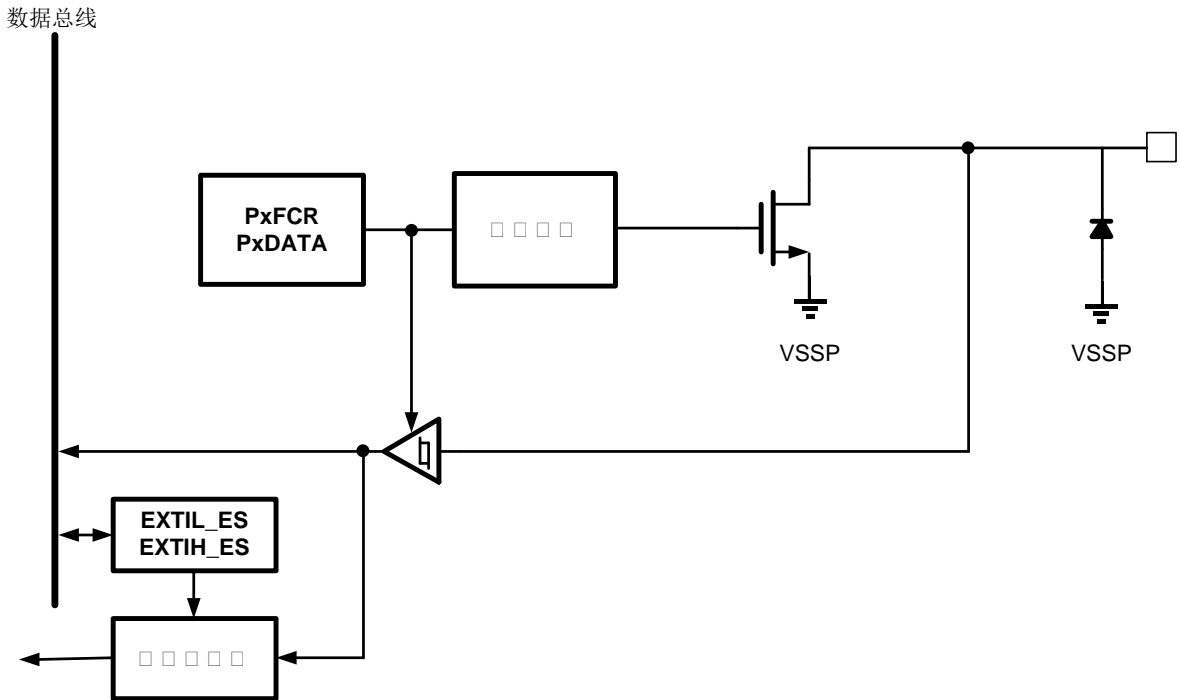 数据总线
PxFCR
PxDATA
VSSP
VSSP
EXTIL_ES
EXTIH_ES